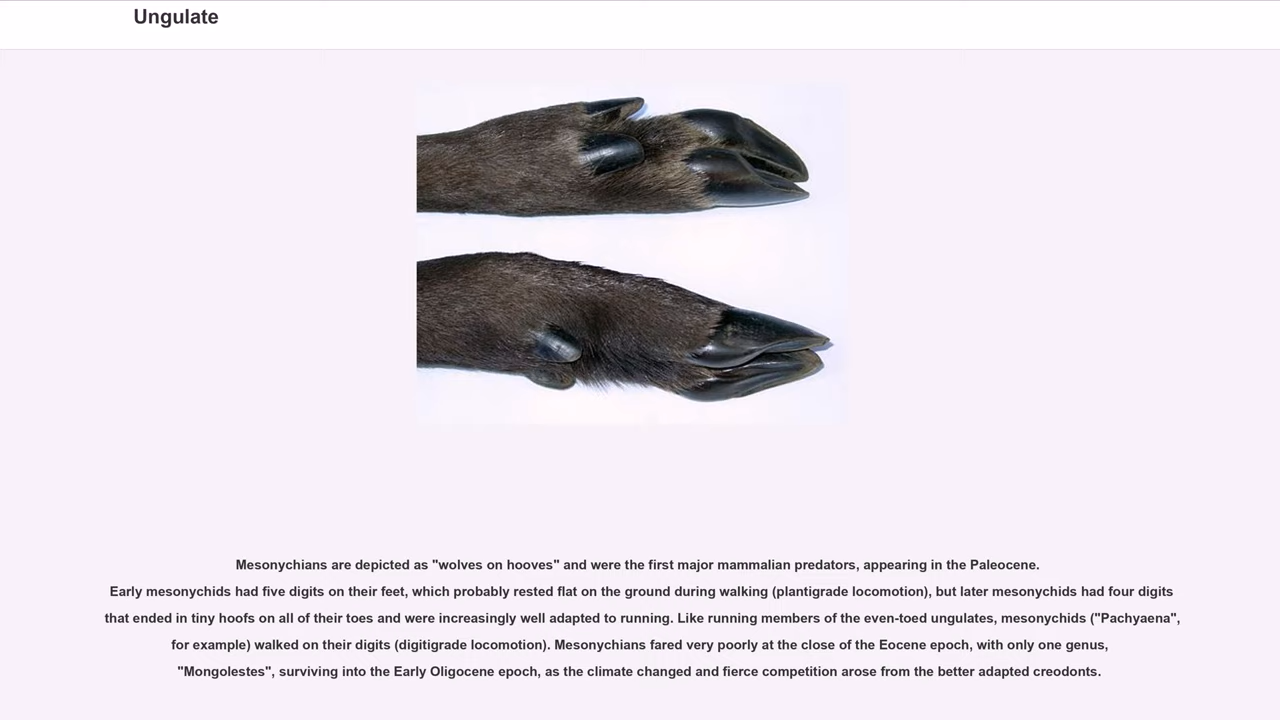 Ungulate
Mesonychians are depicted as "wolves on hooves" and were the first major mammalian predators, appearing in the Paleocene.
Early mesonychids had five digits on their feet, which probably rested flat on the ground during walking (plantigrade locomotion), but later mesonychids had four digits
that ended in tiny hoofs on all of their toes and were increasingly well adapted to running. Like running members of the even-toed ungulates, mesonychids ("Pachyaena",
for example) walked on their digits (digitigrade locomotion). Mesonychians fared very poorly at the close of the Eocene epoch, with only one genus,
"Mongolestes", surviving into the Early Oligocene epoch, as the climate changed and fierce competition arose from the better adapted creodonts.